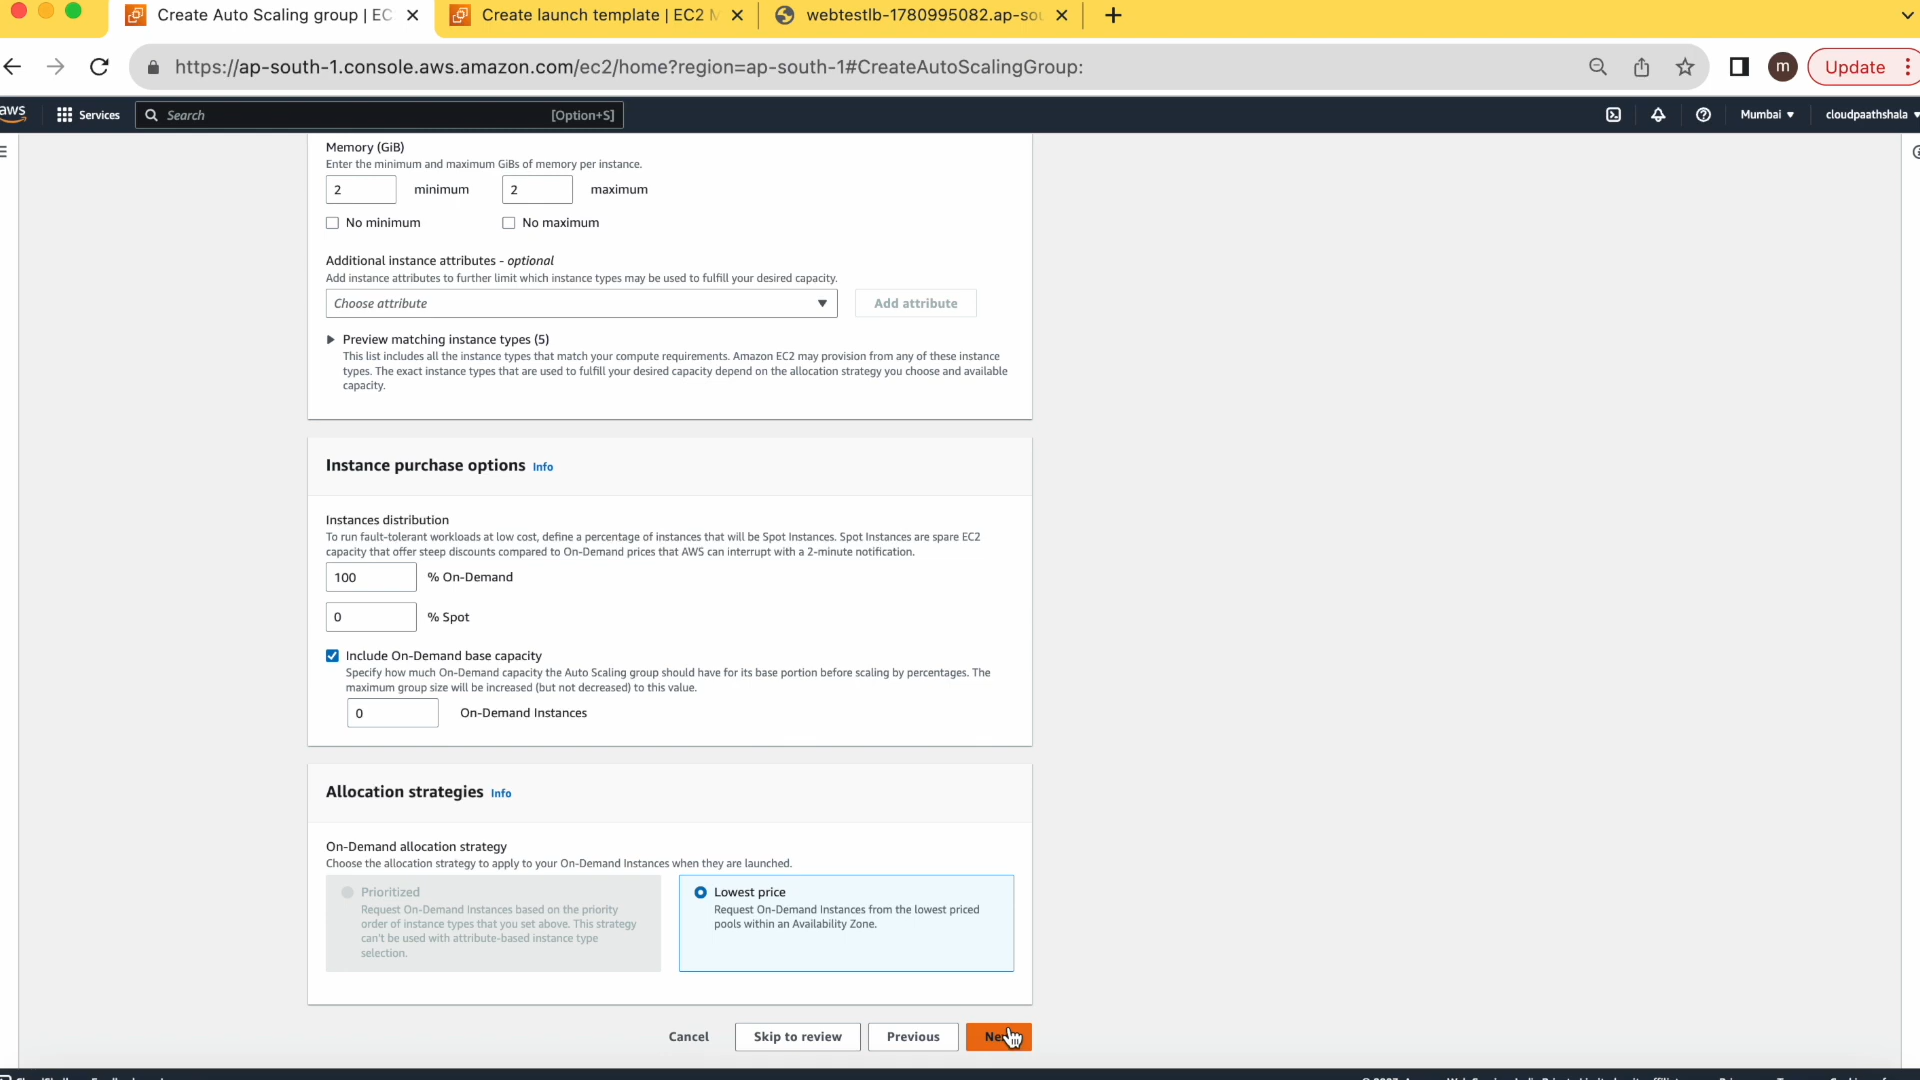 Create Auto Scaling group | EC
Create launch template | EC2 M
webtestlb-1780995082.ap-sou
https://ap-south-1.console.aws.amazon.com/ec2/home?region=ap-south-1#CreateAutoScalingGroup:
m
Update
aws
Services
Search
[Option+S]
Mumbai
cloudpaathshala
Memory (GiB)
Enter the minimum and maximum GiBs of memory per instance.
2 minimum 2 maximum
No minimum No maximum
Additional instance attributes - optional
Add instance attributes to further limit which instance types may be used to fulfill your desired capacity.
Choose attribute Add attribute
Preview matching instance types (5)
This list includes all the instance types that match your compute requirements. Amazon EC2 may provision from any of these instance
types. The exact instance types that are used to fulfill your desired capacity depend on the allocation strategy you choose and available
capacity.
Instance purchase options Info
Instances distribution
To run fault-tolerant workloads at low cost, define a percentage of instances that will be Spot Instances. Spot Instances are spare EC2
capacity that offer steep discounts compared to On-Demand prices that AWS can interrupt with a 2-minute notification.
100 % On-Demand
0 % Spot
Include On-Demand base capacity
Specify how much On-Demand capacity the Auto Scaling group should have for its base portion before scaling by percentages. The
maximum group size will be increased (but not decreased) to this value.
0 On-Demand Instances
Allocation strategies Info
On-Demand allocation strategy
Choose the allocation strategy to apply to your On-Demand Instances when they are launched.
Prioritized
Request On-Demand Instances based on the priority
order of instance types that you set above. This strategy
can't be used with attribute-based instance type
selection.
Lowest price
Request On-Demand Instances from the lowest priced
pools within an Availability Zone.
Cancel Skip to review Previous